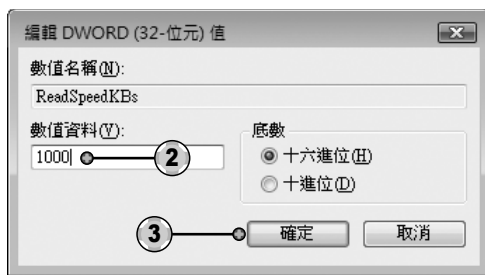 編輯 DWORD (32-位元) 值
數值名稱(N):
ReadSpeedKBs
數值資料(V):
底數
1000
2
十六進位(H)
十進位(D)
3
確定
取消